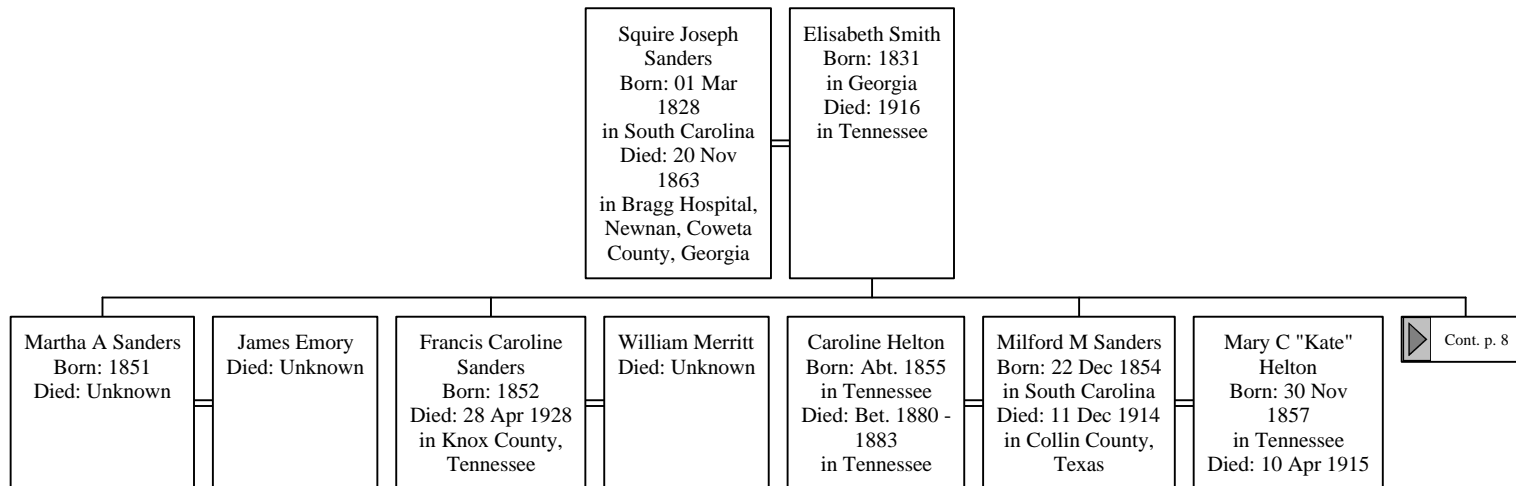 Squire Joseph
Sanders
Born: 01 Mar
1828
in South Carolina
Died: 20 Nov
1863
in Bragg Hospital,
Newnan, Coweta
County, Georgia
Elisabeth Smith
Born: 1831
in Georgia
Died: 1916
in Tennessee
Martha A Sanders
Born: 1851
Died: Unknown
James Emory
Died: Unknown
Francis Caroline
Sanders
Born: 1852
Died: 28 Apr 1928
in Knox County,
Tennessee
William Merritt
Died: Unknown
Caroline Helton
Born: Abt. 1855
in Tennessee
Died: Bet. 1880 -
1883
in Tennessee
Milford M Sanders
Born: 22 Dec 1854
in South Carolina
Died: 11 Dec 1914
in Collin County,
Texas
Mary C "Kate"
Helton
Born: 30 Nov
1857
in Tennessee
Died: 10 Apr 1915
Cont. p. 8